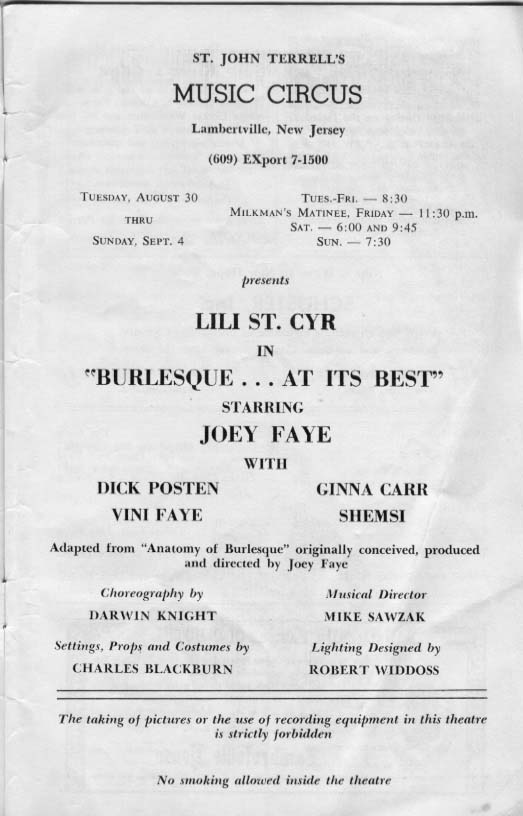 ST. JOHN TERRELL'S
MUSIC CIRCUS
Lambertville, New Jersey
(609) EXport 7-1500
TUESDAY, AUGUST 30
THRU
SUNDAY, SEPT. 4
TUES.-FRI. — 8:30
MILKMAN'S MATINEE, FRIDAY — 11:30 p.m.
SAT. — 6:00 AND 9:45
SUN. — 7:30
presents
LILI ST. CYR
IN
"BURLESQUE . . . AT ITS BEST"
STARRING
JOEY FAYE
WITH
DICK POSTEN
GINNA CARR
VINI FAYE
SHEMSI
Adapted from "Anatomy of Burlesque" originally conceived, produced
and directed by Joey Faye
Choreography by
DARWIN KNIGHT
Musical Director
MIKE SAWZAK
Settings, Props and Costumes by
CHARLES BLACKBURN
Lighting Designed by
ROBERT WIDDOSS
The taking of pictures or the use of recording equipment in this theatre
is strictly forbidden
No smoking allowed inside the theatre